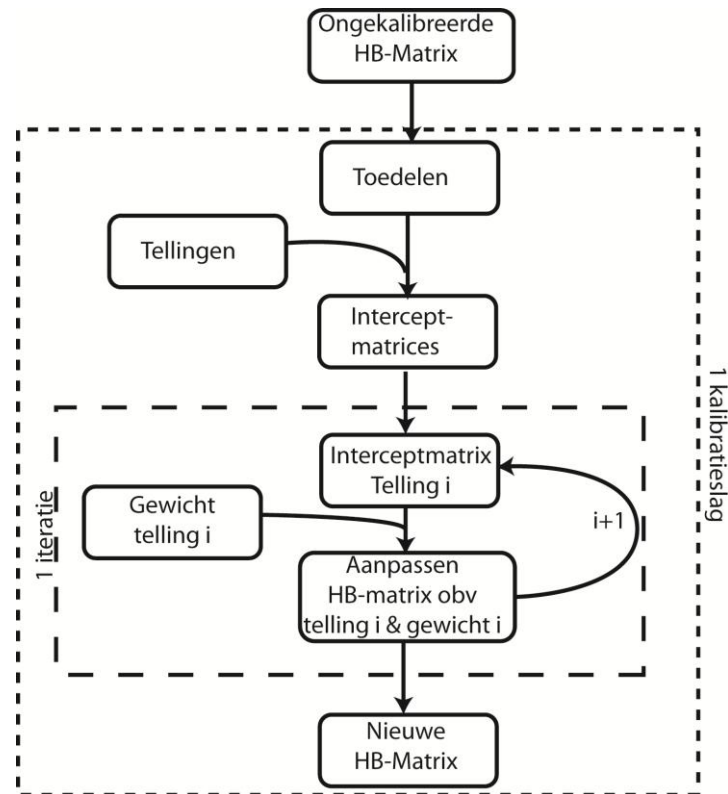 Ongekalibreerde
HB-Matrix
Toedelen
Tellingen
Intercept-
matrices
1 kalibratieslag
Interceptmatrix
Telling i
Gewicht
telling i
i+1
1 iteratie
Aanpassen
HB-matrix obv
telling i & gewicht i
Nieuwe
HB-Matrix